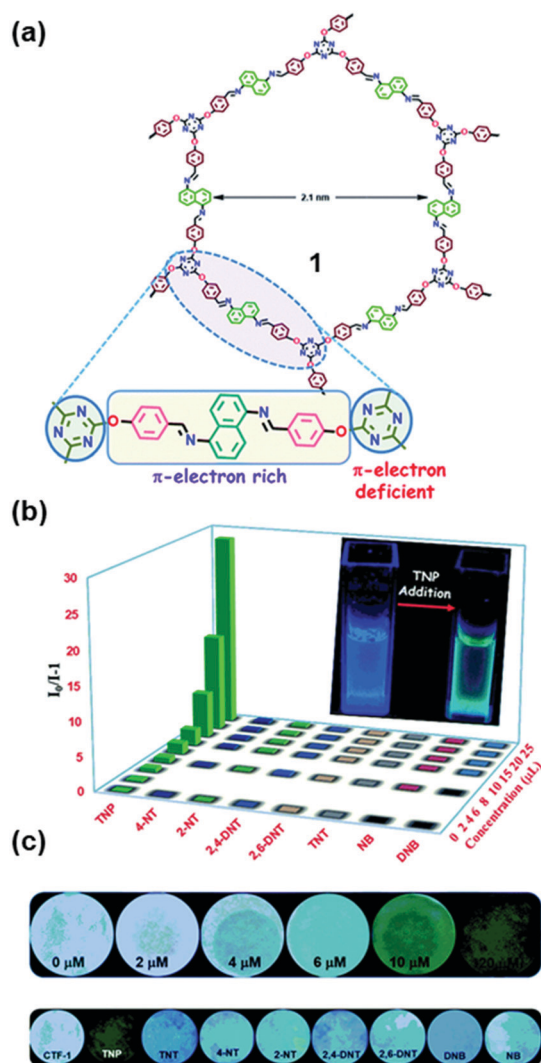 (a)
2.1 nm
1
π-electron rich
π-electron
deficient
(b)
TNP
Addition
I₀/I-1
30
25
20
15
10
5
0
TNP
4-NT
2-NT
2,4-DNT
2,6-DNT
TNT
NB
DNB
0 2 4 6 8 10 15 20 25
Concentration (μL)
(c)
0 μM
2 μM
4 μM
6 μM
10 μM
CTF-1
TNP
TNT
4-NT
2-NT
2,4-DNT
2,6-DNT
DNB
NB